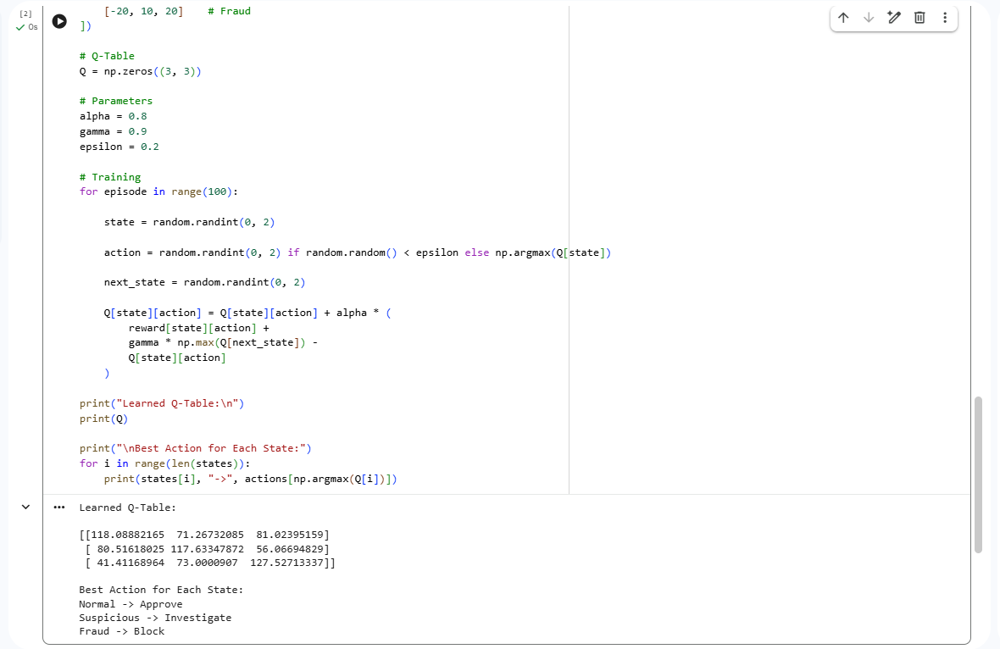 [2]
0s
[-20, 10, 20]    # Fraud
])
# Q-Table
Q = np.zeros((3, 3))
# Parameters
alpha = 0.8
gamma = 0.9
epsilon = 0.2
# Training
for episode in range(100):
    state = random.randint(0, 2)
    action = random.randint(0, 2) if random.random() < epsilon else np.argmax(Q[state])
    next_state = random.randint(0, 2)
    Q[state][action] = Q[state][action] + alpha * (
        reward[state][action] +
        gamma * np.max(Q[next_state]) -
        Q[state][action]
    )
print("Learned Q-Table:\n")
print(Q)
print("\nBest Action for Each State:")
for i in range(len(states)):
    print(states[i], "->", actions[np.argmax(Q[i])])
Learned Q-Table:
[[118.08882165  71.26732085  81.02395159]
 [ 80.51618025 117.63347872  56.06694829]
 [ 41.41168964  73.0000907  127.52713337]]
Best Action for Each State:
Normal -> Approve
Suspicious -> Investigate
Fraud -> Block